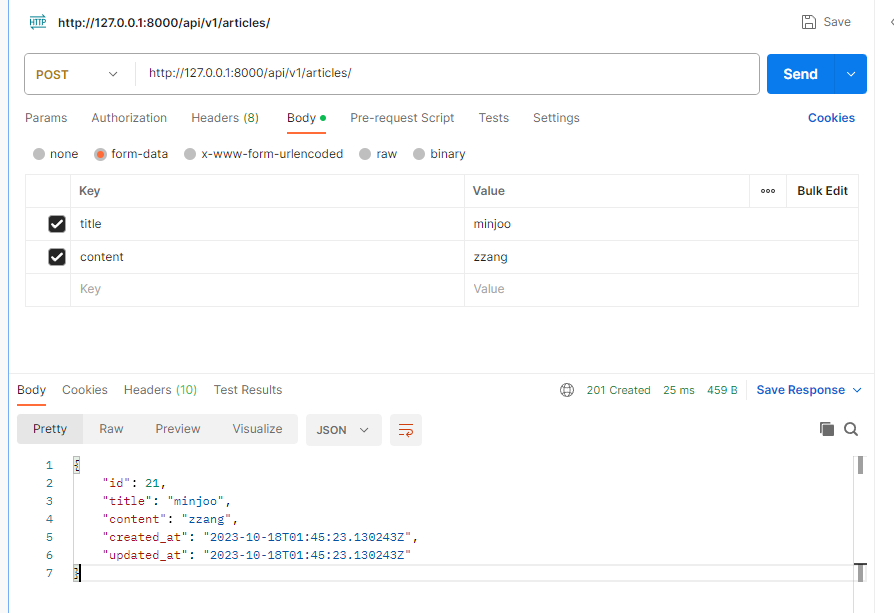 HTTP http://127.0.0.1:8000/api/v1/articles/ Save
POST http://127.0.0.1:8000/api/v1/articles/ Send
Params Authorization Headers (8) Body Pre-request Script Tests Settings Cookies
none form-data x-www-form-urlencoded raw binary
Key Value Bulk Edit
title minjoo
content zzang
Key Value
Body Cookies Headers (10) Test Results 201 Created 25 ms 459 B Save Response
Pretty Raw Preview Visualize JSON
1 {
2 "id": 21,
3 "title": "minjoo",
4 "content": "zzang",
5 "created_at": "2023-10-18T01:45:23.130243Z",
6 "updated_at": "2023-10-18T01:45:23.130243Z"
7 }